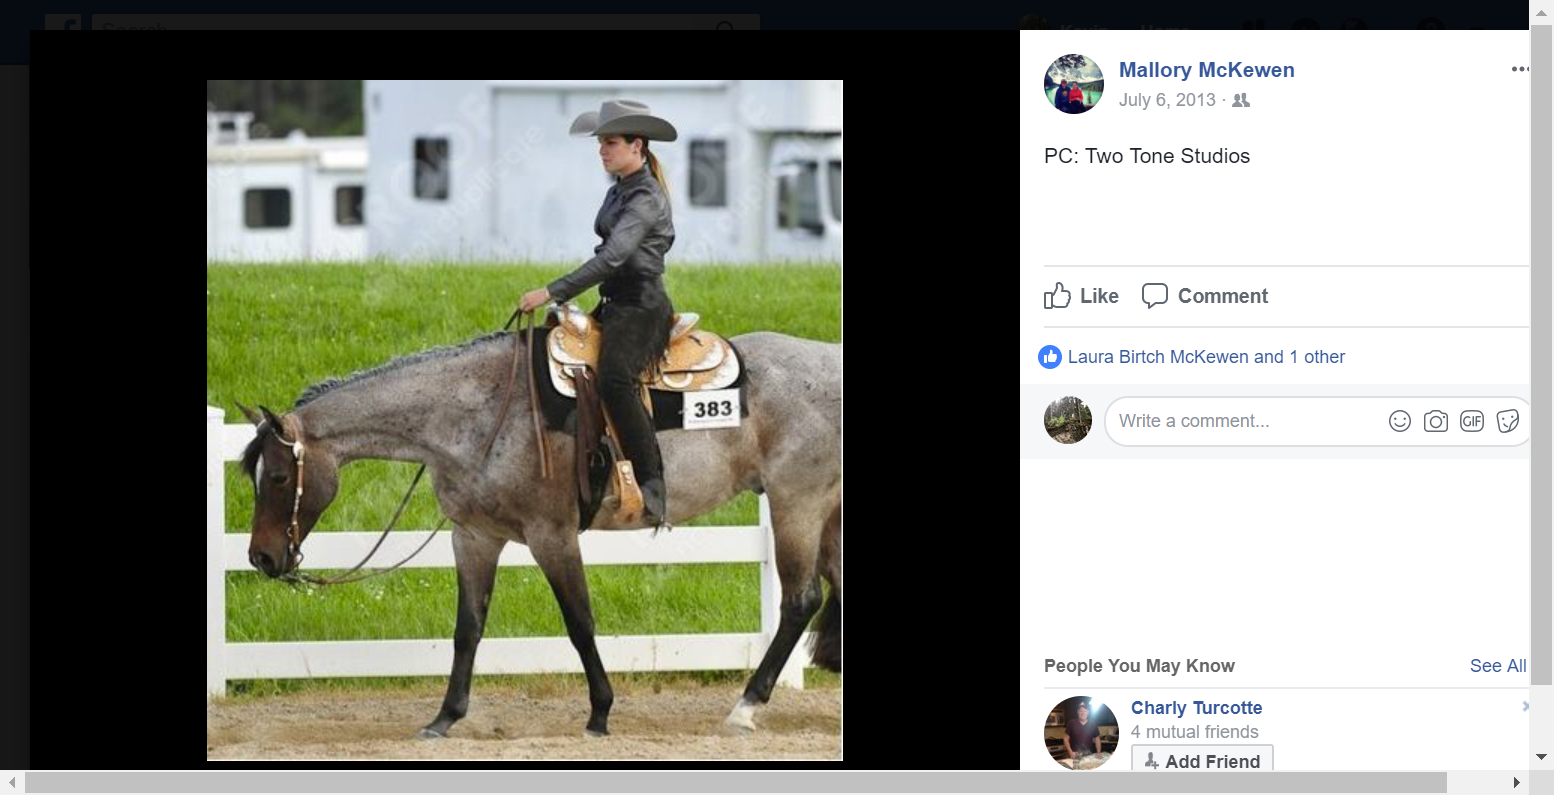 Search
Mallory McKewen
July 6, 2013 ·
PC: Two Tone Studios
Like
Comment
Laura Birtch McKewen and 1 other
Write a comment...
GIF
383
People You May Know
See All
Charly Turcotte
4 mutual friends
Add Friend